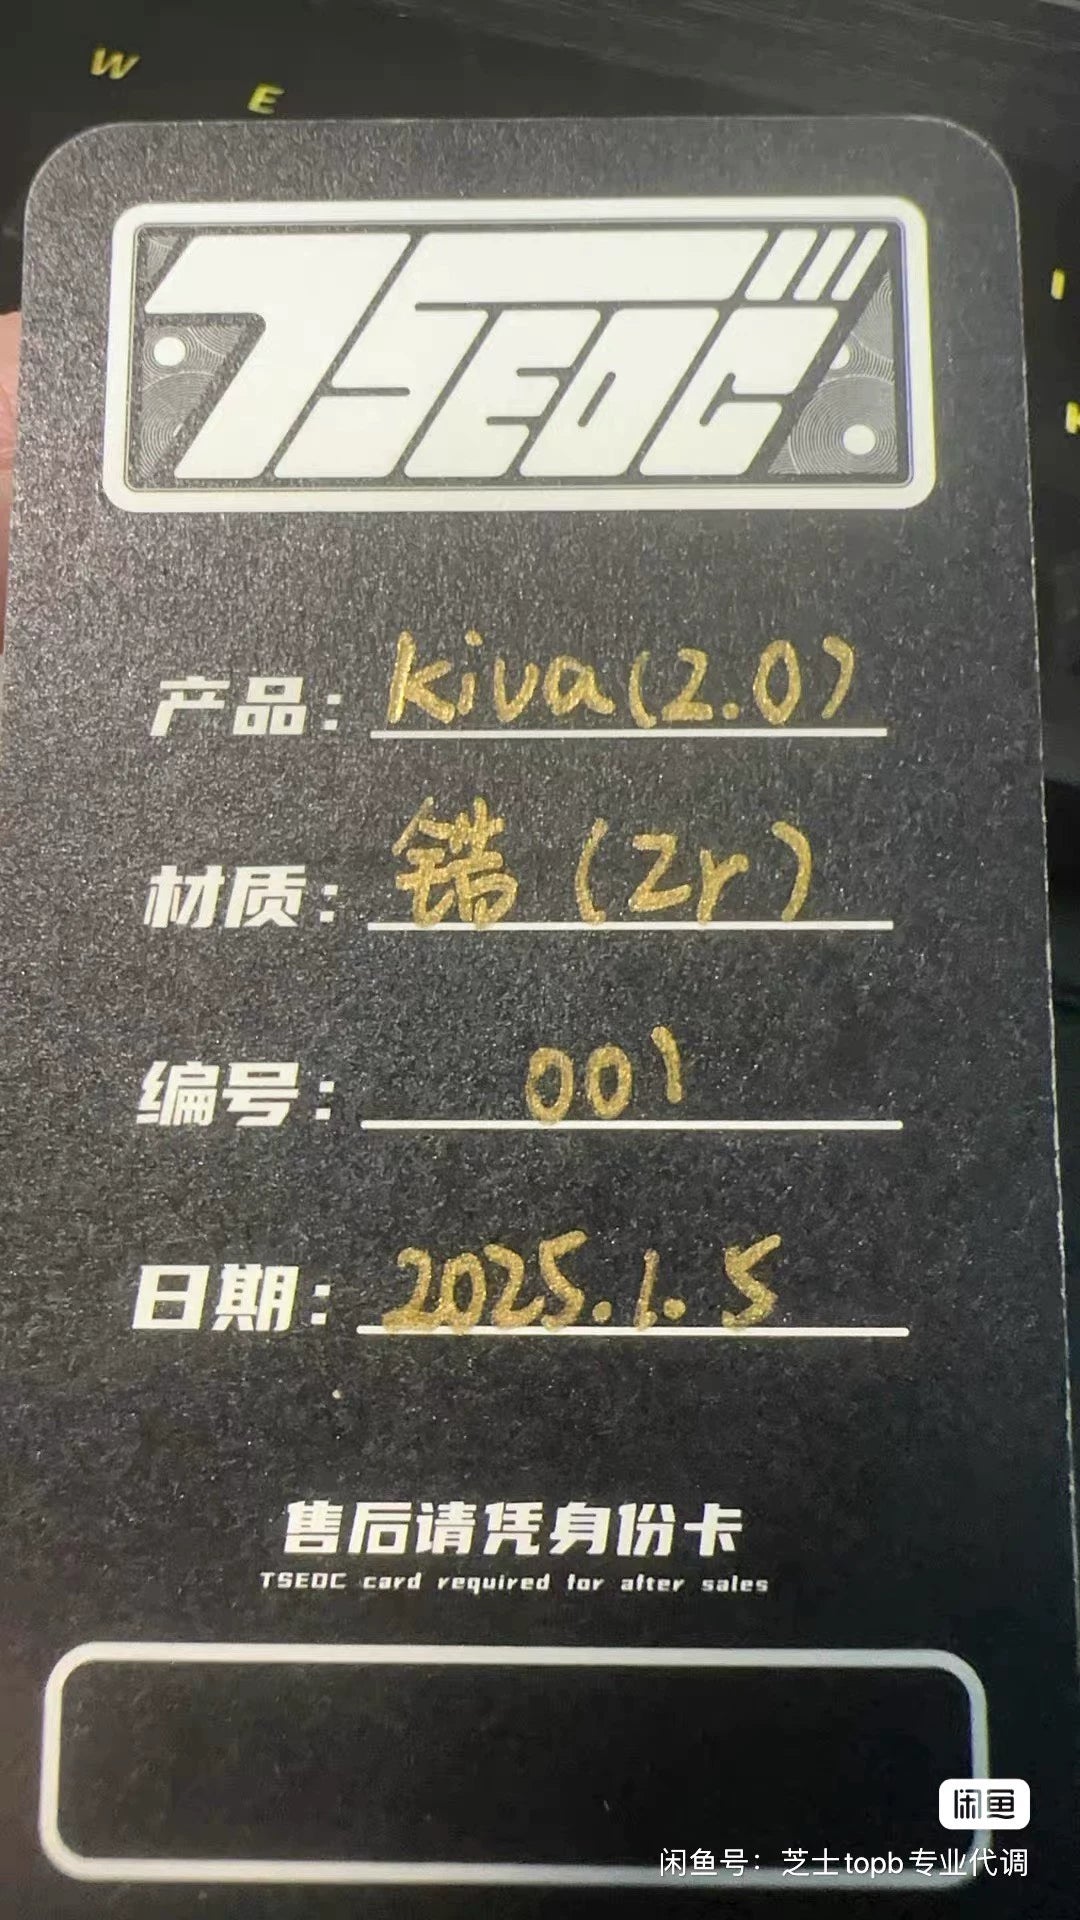 W
E
I
TSEDC
产品：Kiva(2.0)
材质：锆(Zr)
编号：001
日期：2025.1.5
售后请凭身份卡
TSEDC card required for after sales
闲鱼
闲鱼号：芝士topb专业代调